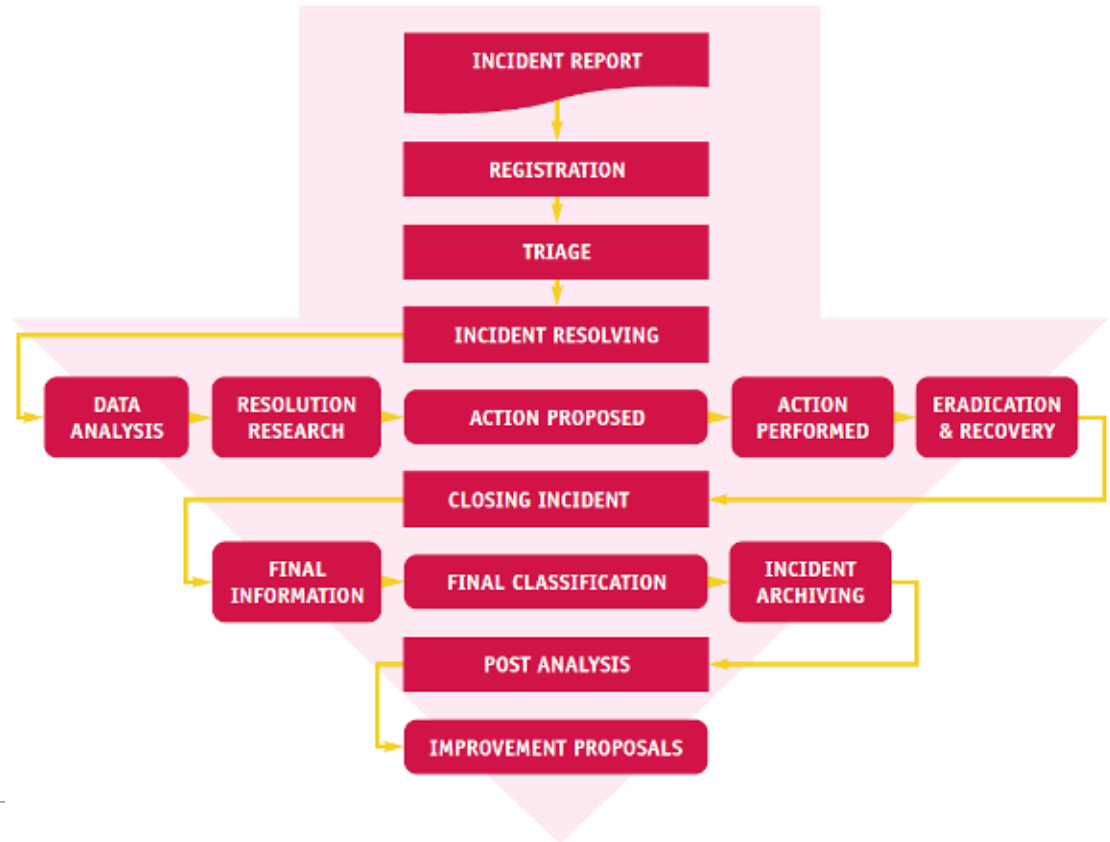 INCIDENT REPORT
REGISTRATION
TRIAGE
INCIDENT RESOLVING
DATA
ANALYSIS
RESOLUTION
RESEARCH
ACTION PROPOSED
ACTION
PERFORMED
ERADICATION
& RECOVERY
CLOSING INCIDENT
FINAL
INFORMATION
FINAL CLASSIFICATION
INCIDENT
ARCHIVING
POST ANALYSIS
IMPROVEMENT PROPOSALS